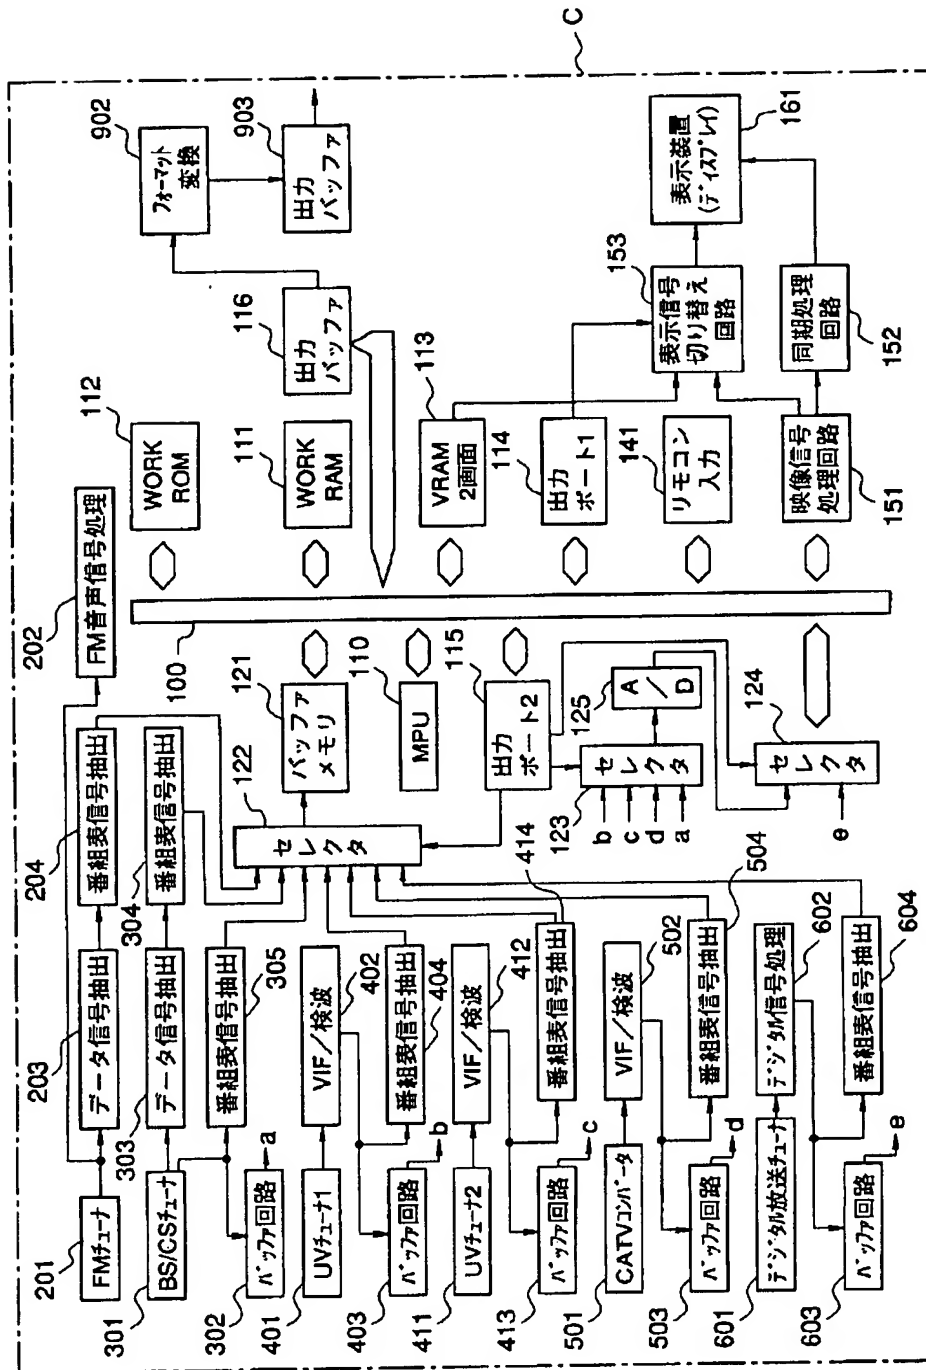 C
902
フォーマット
変換
903
出力
バッファ
116
出力
バッファ
112
WORK
ROM
111
WORK
RAM
113
VRAM
2画面
114
出力
ポート1
141
リモコン
入力
151
映像信号
処理回路
152
同期処理
回路
153
表示信号
切り替え
回路
161
表示装置
(ディスプレイ)
202
FM音声信号処理
100
121
バッファ
メモリ
110
MPU
115
出力
ポート2
125
A/D
123
セレクタ
b
c
d
a
124
セレクタ
e
122
セレクタ
204
番組表信号抽出
304
番組表信号抽出
203
データ信号抽出
303
データ信号抽出
305
番組表信号抽出
201
FMチューナ
301
BS/CSチューナ
302
バッファ回路
a
401
UVチューナ1
402
VIF/検波
403
バッファ回路
b
404
番組表信号抽出
411
UVチューナ2
412
VIF/検波
413
バッファ回路
c
414
番組表信号抽出
501
CATVコンバータ
502
VIF/検波
503
バッファ回路
d
504
番組表信号抽出
601
デジタル放送チューナ
602
デジタル信号処理
603
バッファ回路
e
604
番組表信号抽出